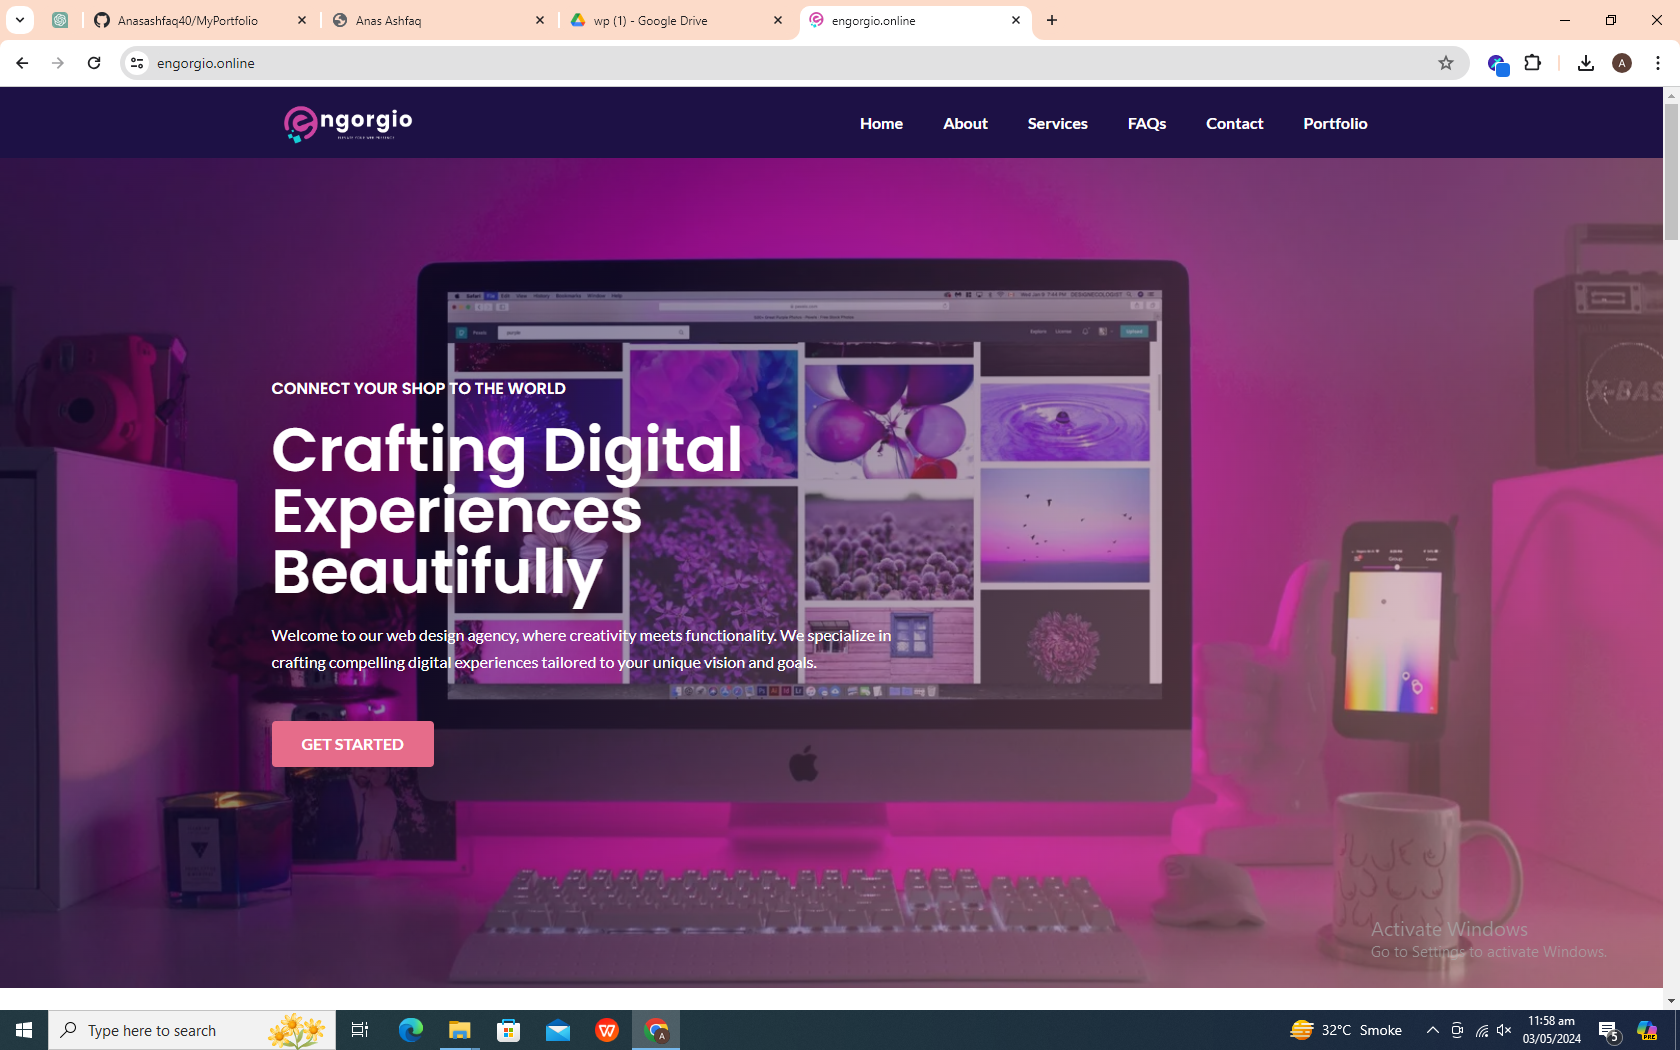 Anasashfaq40/MyPortfolio
Anas Ashfaq
wp (1) - Google Drive
engorgio.online
engorgio.online
A
engorgio
Home
About
Services
FAQs
Contact
Portfolio
CONNECT YOUR SHOP TO THE WORLD
Crafting Digital
Experiences
Beautifully
Welcome to our web design agency, where creativity meets functionality. We specialize in
crafting compelling digital experiences tailored to your unique vision and goals.
GET STARTED
X-BAS
Activate Windows
Go to Settings to activate Windows.
Type here to search
32°C Smoke
11:58 am
03/05/2024
5
PRE